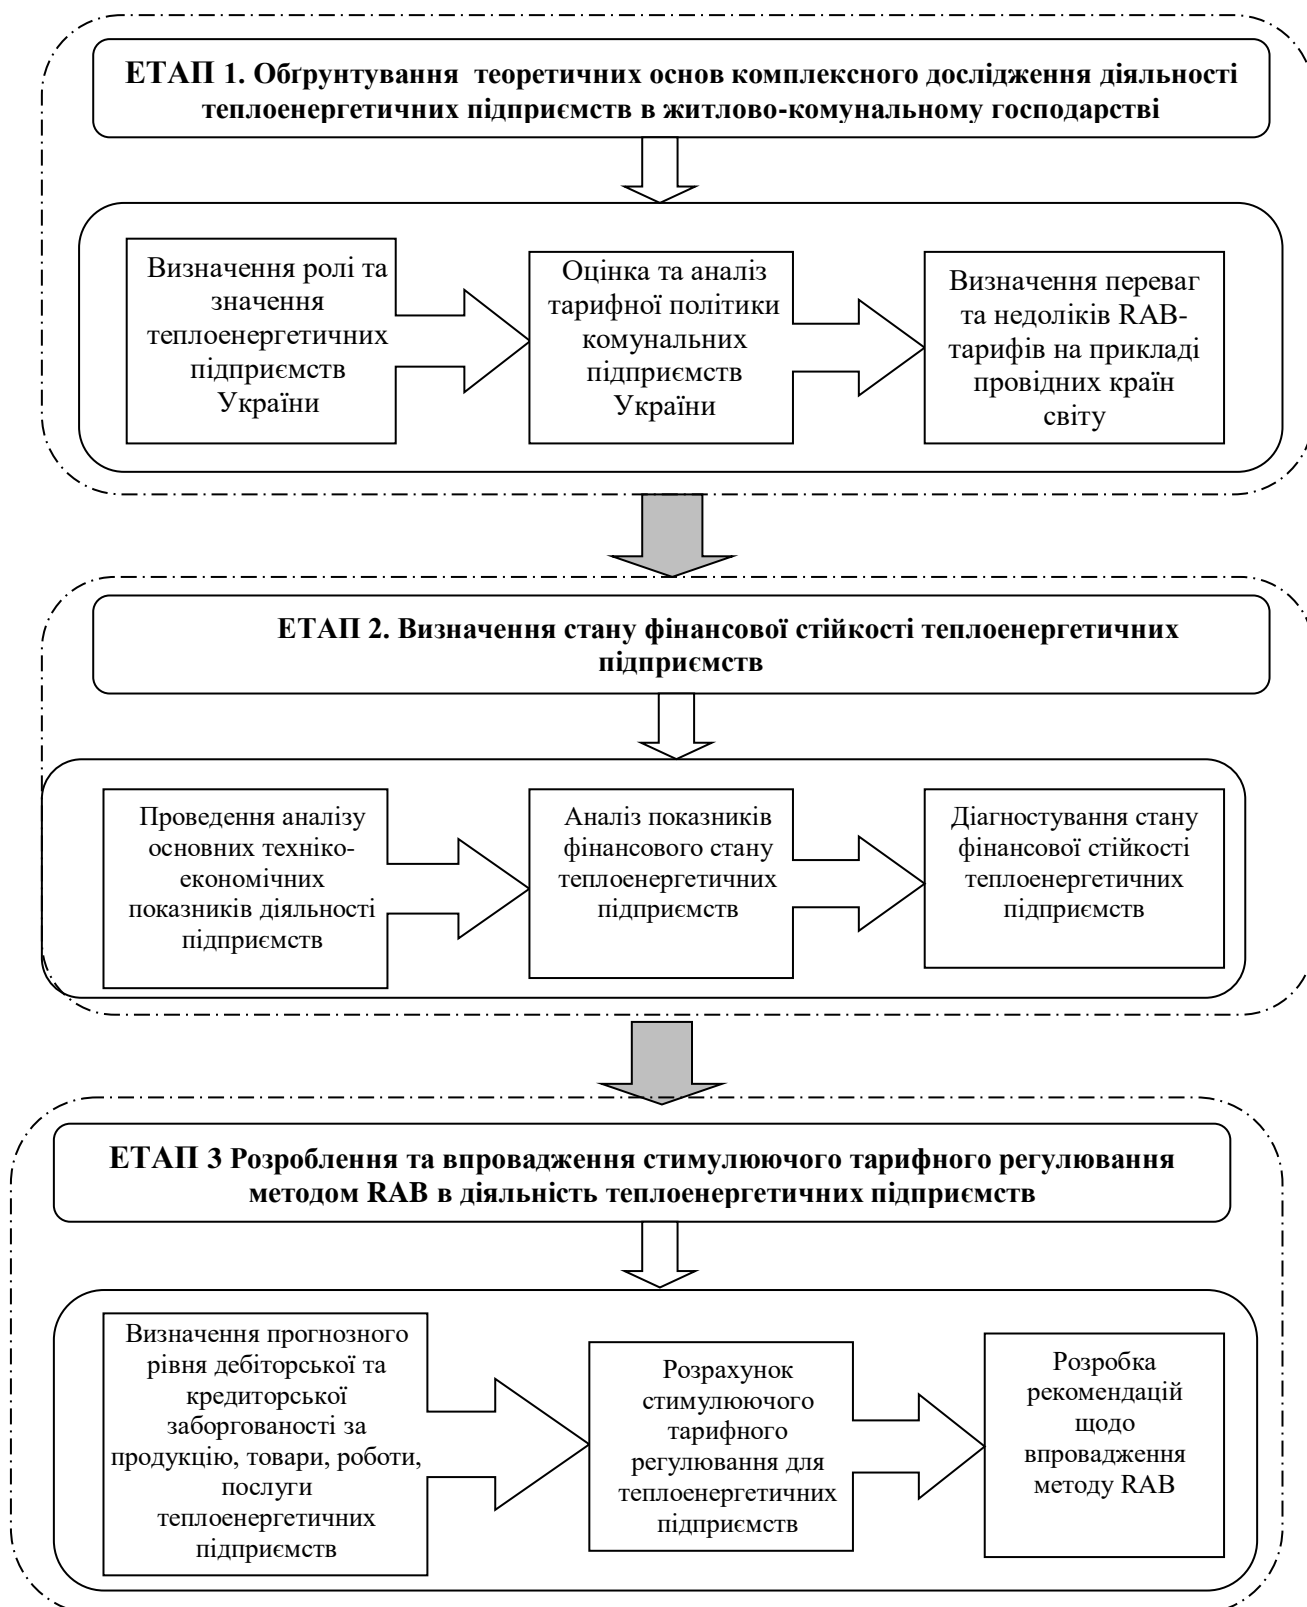 ЕТАП 1. Обґрунтування теоретичних основ комплексного дослідження діяльності
теплоенергетичних підприємств в житлово-комунальному господарстві
Визначення ролі та
значення
теплоенергетичних
підприємств
України
Оцінка та аналіз
тарифної політики
комунальних
підприємств
України
Визначення переваг
та недоліків RAB-
тарифів на прикладі
провідних країн
світу
ЕТАП 2. Визначення стану фінансової стійкості теплоенергетичних
підприємств
Проведення аналізу
основних техніко-
економічних
показників діяльності
підприємств
Аналіз показників
фінансового стану
теплоенергетичних
підприємств
Діагностування стану
фінансової стійкості
теплоенергетичних
підприємств
ЕТАП 3 Розроблення та впровадження стимулюючого тарифного регулювання
методом RAB в діяльність теплоенергетичних підприємств
Визначення прогнозного
рівня дебіторської та
кредиторської
заборгованості за
продукцію, товари, роботи,
послуги
теплоенергетичних
підприємств
Розрахунок
стимулюючого
тарифного
регулювання для
теплоенергетичних
підприємств
Розробка
рекомендацій
щодо
впровадження
методу RAB